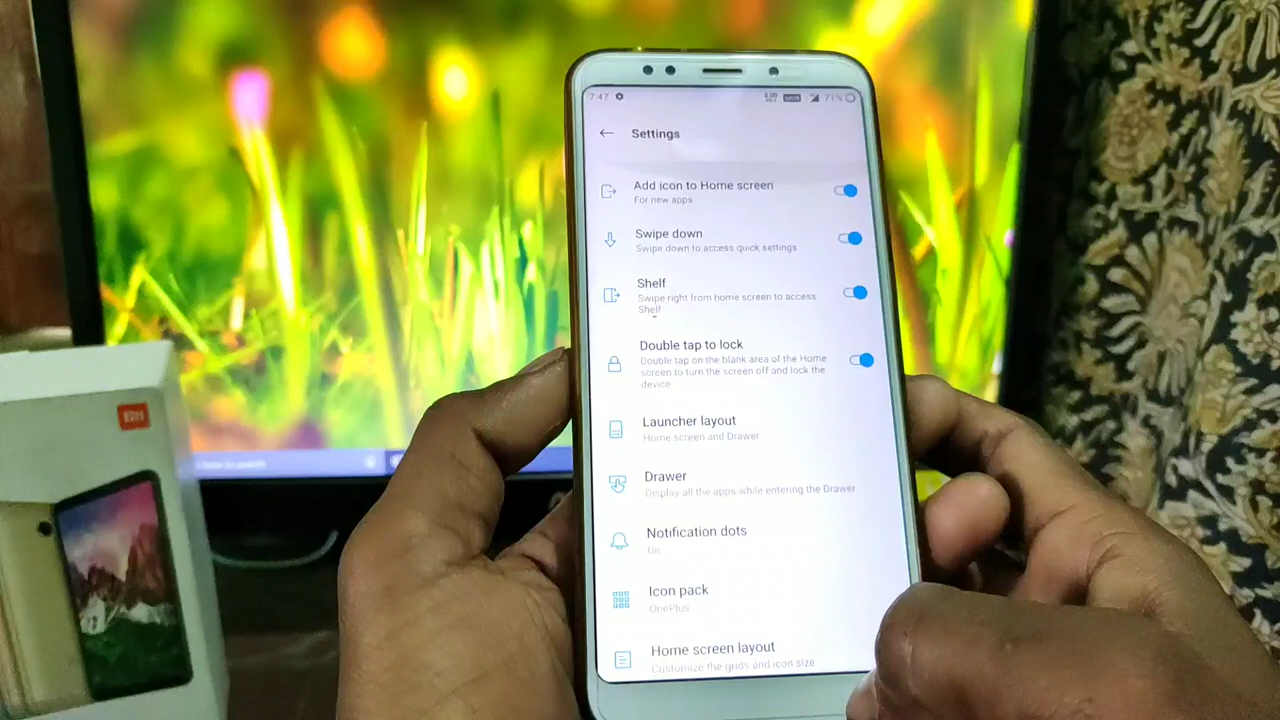 7:47
71%
Settings
Add icon to Home screen
For new apps
Swipe down
Swipe down to access quick settings
Shelf
Swipe right from home screen to access
Shelf
Double tap to lock
Double tap on the blank area of the Home
screen to turn the screen off and lock the
device
Launcher layout
Home screen and Drawer
Drawer
Display all the apps while entering the Drawer
Notification dots
On
Icon pack
OnePlus
Home screen layout
Customize the grids and icon size